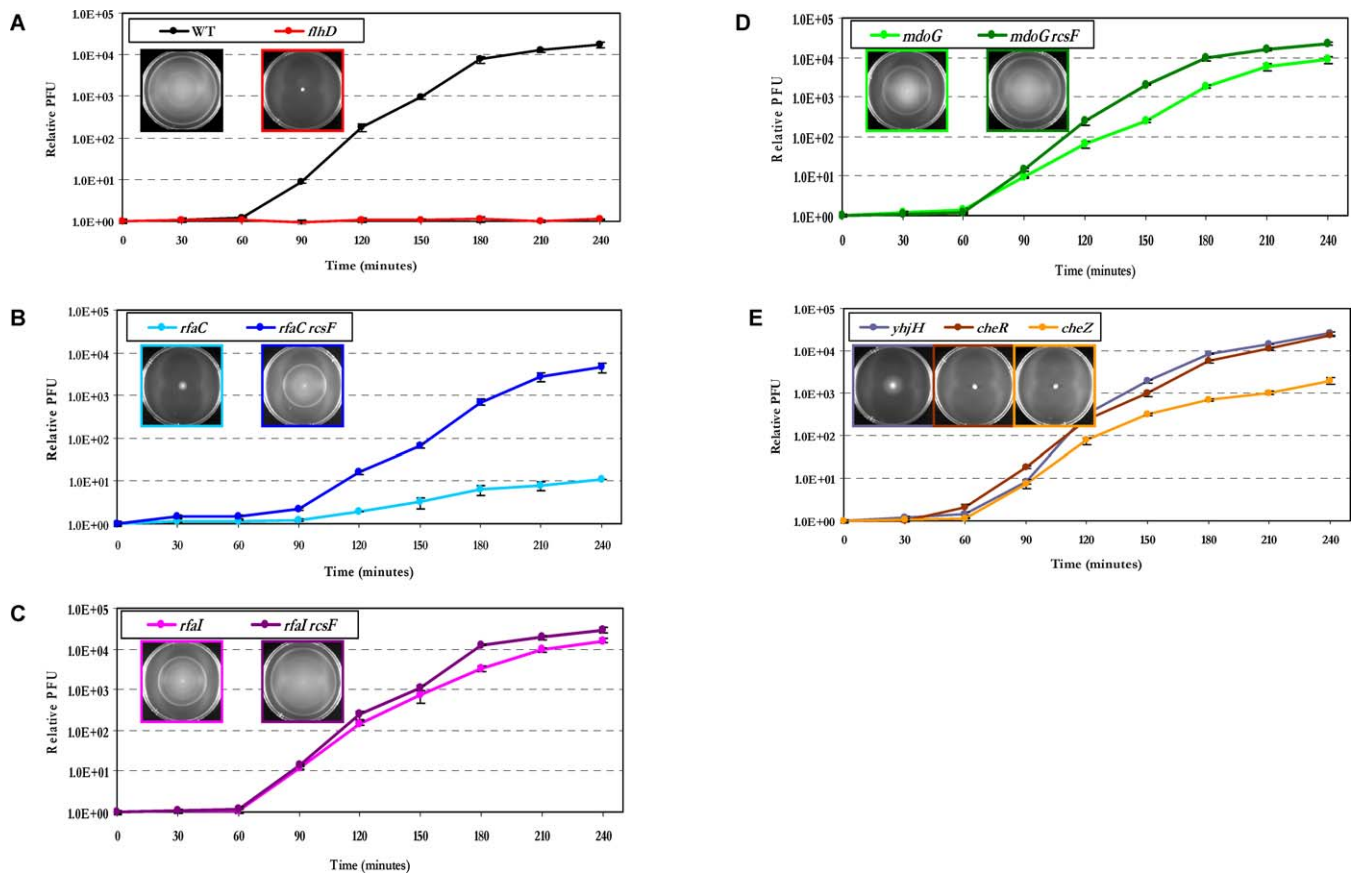 A
WT flhD
Relative PFU
1.0E+05
1.0E+04
1.0E+03
1.0E+02
1.0E+01
1.0E+00
0 30 60 90 120 150 180 210 240
Time (minutes)
B
rfaC rfaC rcsF
Relative PFU
1.0E+05
1.0E+04
1.0E+03
1.0E+02
1.0E+01
1.0E+00
0 30 60 90 120 150 180 210 240
Time (minutes)
C
rfaI rfaI rcsF
Relative PFU
1.0E+05
1.0E+04
1.0E+03
1.0E+02
1.0E+01
1.0E+00
0 30 60 90 120 150 180 210 240
Time (minutes)
D
mdoG mdoG rcsF
Relative PFU
1.0E+05
1.0E+04
1.0E+03
1.0E+02
1.0E+01
1.0E+00
0 30 60 90 120 150 180 210 240
Time (minutes)
E
yhjH cheR cheZ
Relative PFU
1.0E+05
1.0E+04
1.0E+03
1.0E+02
1.0E+01
1.0E+00
0 30 60 90 120 150 180 210 240
Time (minutes)